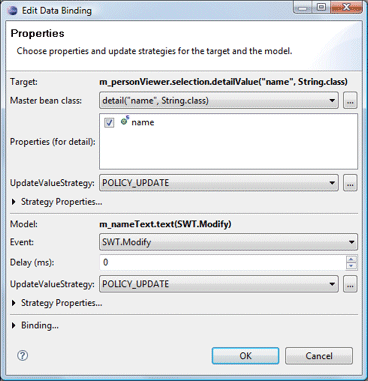 Edit Data Binding
Properties
Choose properties and update strategies for the target and the model.
Target: m_personViewer.selection.detailValue("name", String.class)
Master bean class: detail("name", String.class) ...
Properties (for detail): name
UpdateValueStrategy: POLICY_UPDATE ...
Strategy Properties...
Model: m_nameText.text(SWT.Modify)
Event: SWT.Modify
Delay (ms): 0
UpdateValueStrategy: POLICY_UPDATE ...
Strategy Properties...
Binding...
? OK Cancel